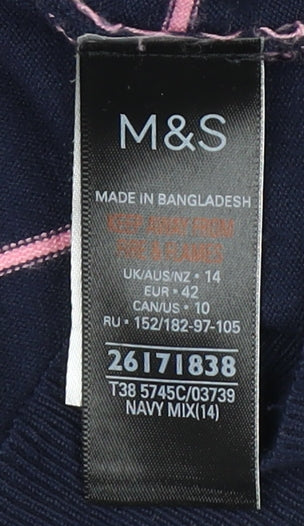 M&S
MADE IN BANGLADESH
KEEP AWAY FROM
FIRE & FLAMES
UK/AUS/NZ • 14
EUR • 42
CAN/US • 10
RU • 152/182-97-105
26171838
T38 5745C/03739
NAVY MIX(14)